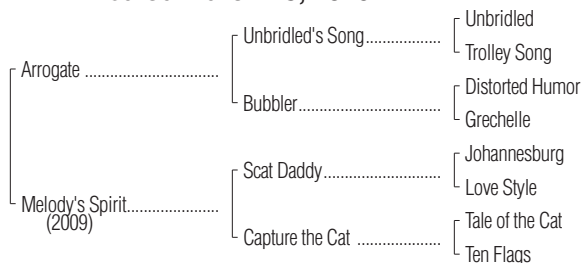 Unbridled
Unbridled's Song....................
Trolley Song
Arrogate ....................................
Distorted Humor
Bubbler......................................
Grechelle
Johannesburg
Scat Daddy...............................
Love Style
Melody's Spirit........................
(2009)
Tale of the Cat
Capture the Cat ......................
Ten Flags